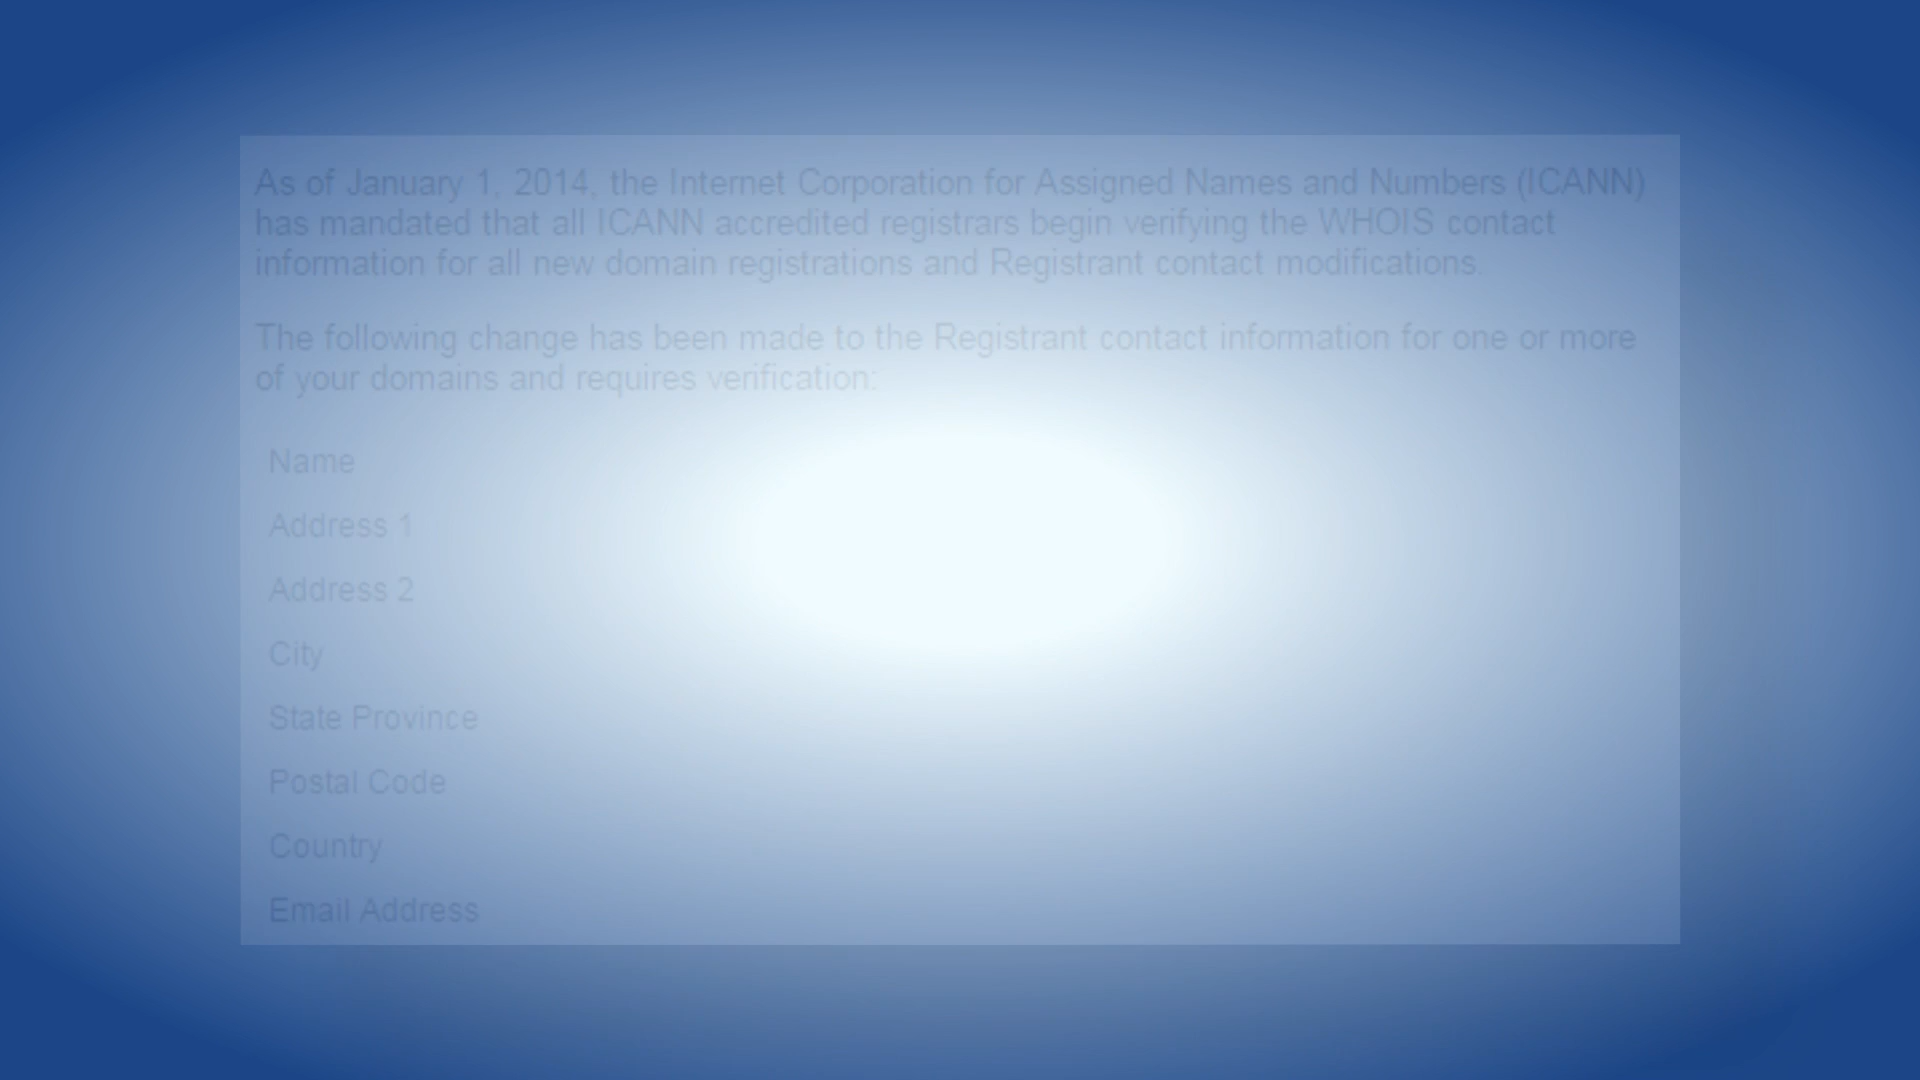 As of January 1, 2014, the Internet Corporation for Assigned Names and Numbers (ICANN)
has mandated that all ICANN accredited registrars begin verifying the WHOIS contact
information for all new domain registrations and Registrant contact modifications.
The following change has been made to the Registrant contact information for one or more
of your domains and requires verification:
Name
Address 1
Address 2
City
State Province
Postal Code
Country
Email Address